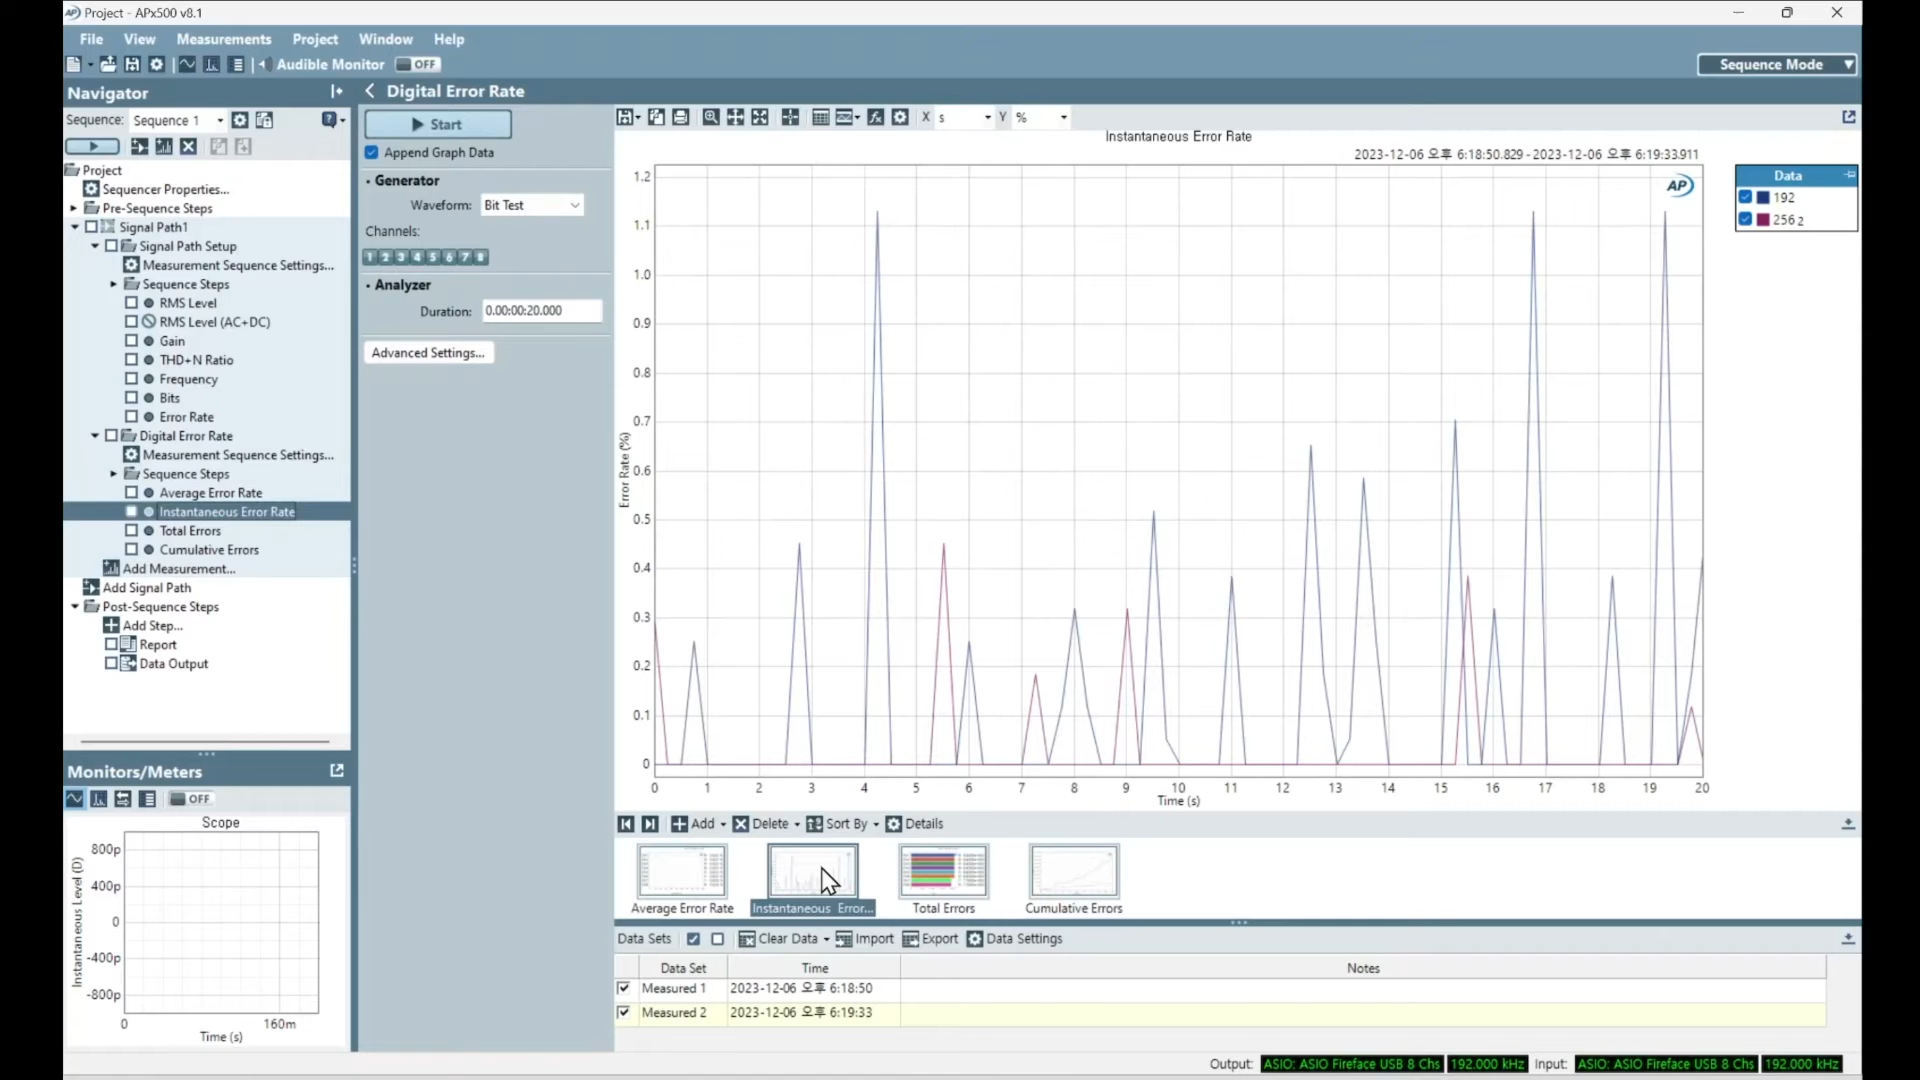 Project - APx500 v8.1
File View Measurements Project Window Help
Audible Monitor OFF
Sequence Mode
Navigator
Sequence: Sequence 1
Project
Sequencer Properties...
Pre-Sequence Steps
Signal Path1
Signal Path Setup
Measurement Sequence Settings...
Sequence Steps
RMS Level
RMS Level (AC+DC)
Gain
THD+N Ratio
Frequency
Bits
Error Rate
Digital Error Rate
Measurement Sequence Settings...
Sequence Steps
Average Error Rate
Instantaneous Error Rate
Total Errors
Cumulative Errors
Add Measurement...
Add Signal Path
Post-Sequence Steps
Add Step...
Report
Data Output
Monitors/Meters
OFF
Scope
800p
400p
0
-400p
-800p
Instantaneous Level (D)
0 160m
Time (s)
Digital Error Rate
Start
Append Graph Data
Generator
Waveform: Bit Test
Channels:
1 2 3 4 5 6 7 8
Analyzer
Duration: 0.00:00:20.000
Advanced Settings...
X s Y %
Instantaneous Error Rate
2023-12-06 오후 6:18:50.829 - 2023-12-06 오후 6:19:33.911
AP
1.2
1.1
1.0
0.9
0.8
0.7
0.6
0.5
0.4
0.3
0.2
0.1
0
Error Rate (%)
0 1 2 3 4 5 6 7 8 9 10 11 12 13 14 15 16 17 18 19 20
Time (s)
Data
192
256 2
Add Delete Sort By Details
Average Error Rate
Instantaneous Error...
Total Errors
Cumulative Errors
Data Sets Clear Data Import Export Data Settings
Data Set Time Notes
Measured 1 2023-12-06 오후 6:18:50
Measured 2 2023-12-06 오후 6:19:33
Output: ASIO: ASIO Fireface USB 8 Chs 192.000 kHz Input: ASIO: ASIO Fireface USB 8 Chs 192.000 kHz